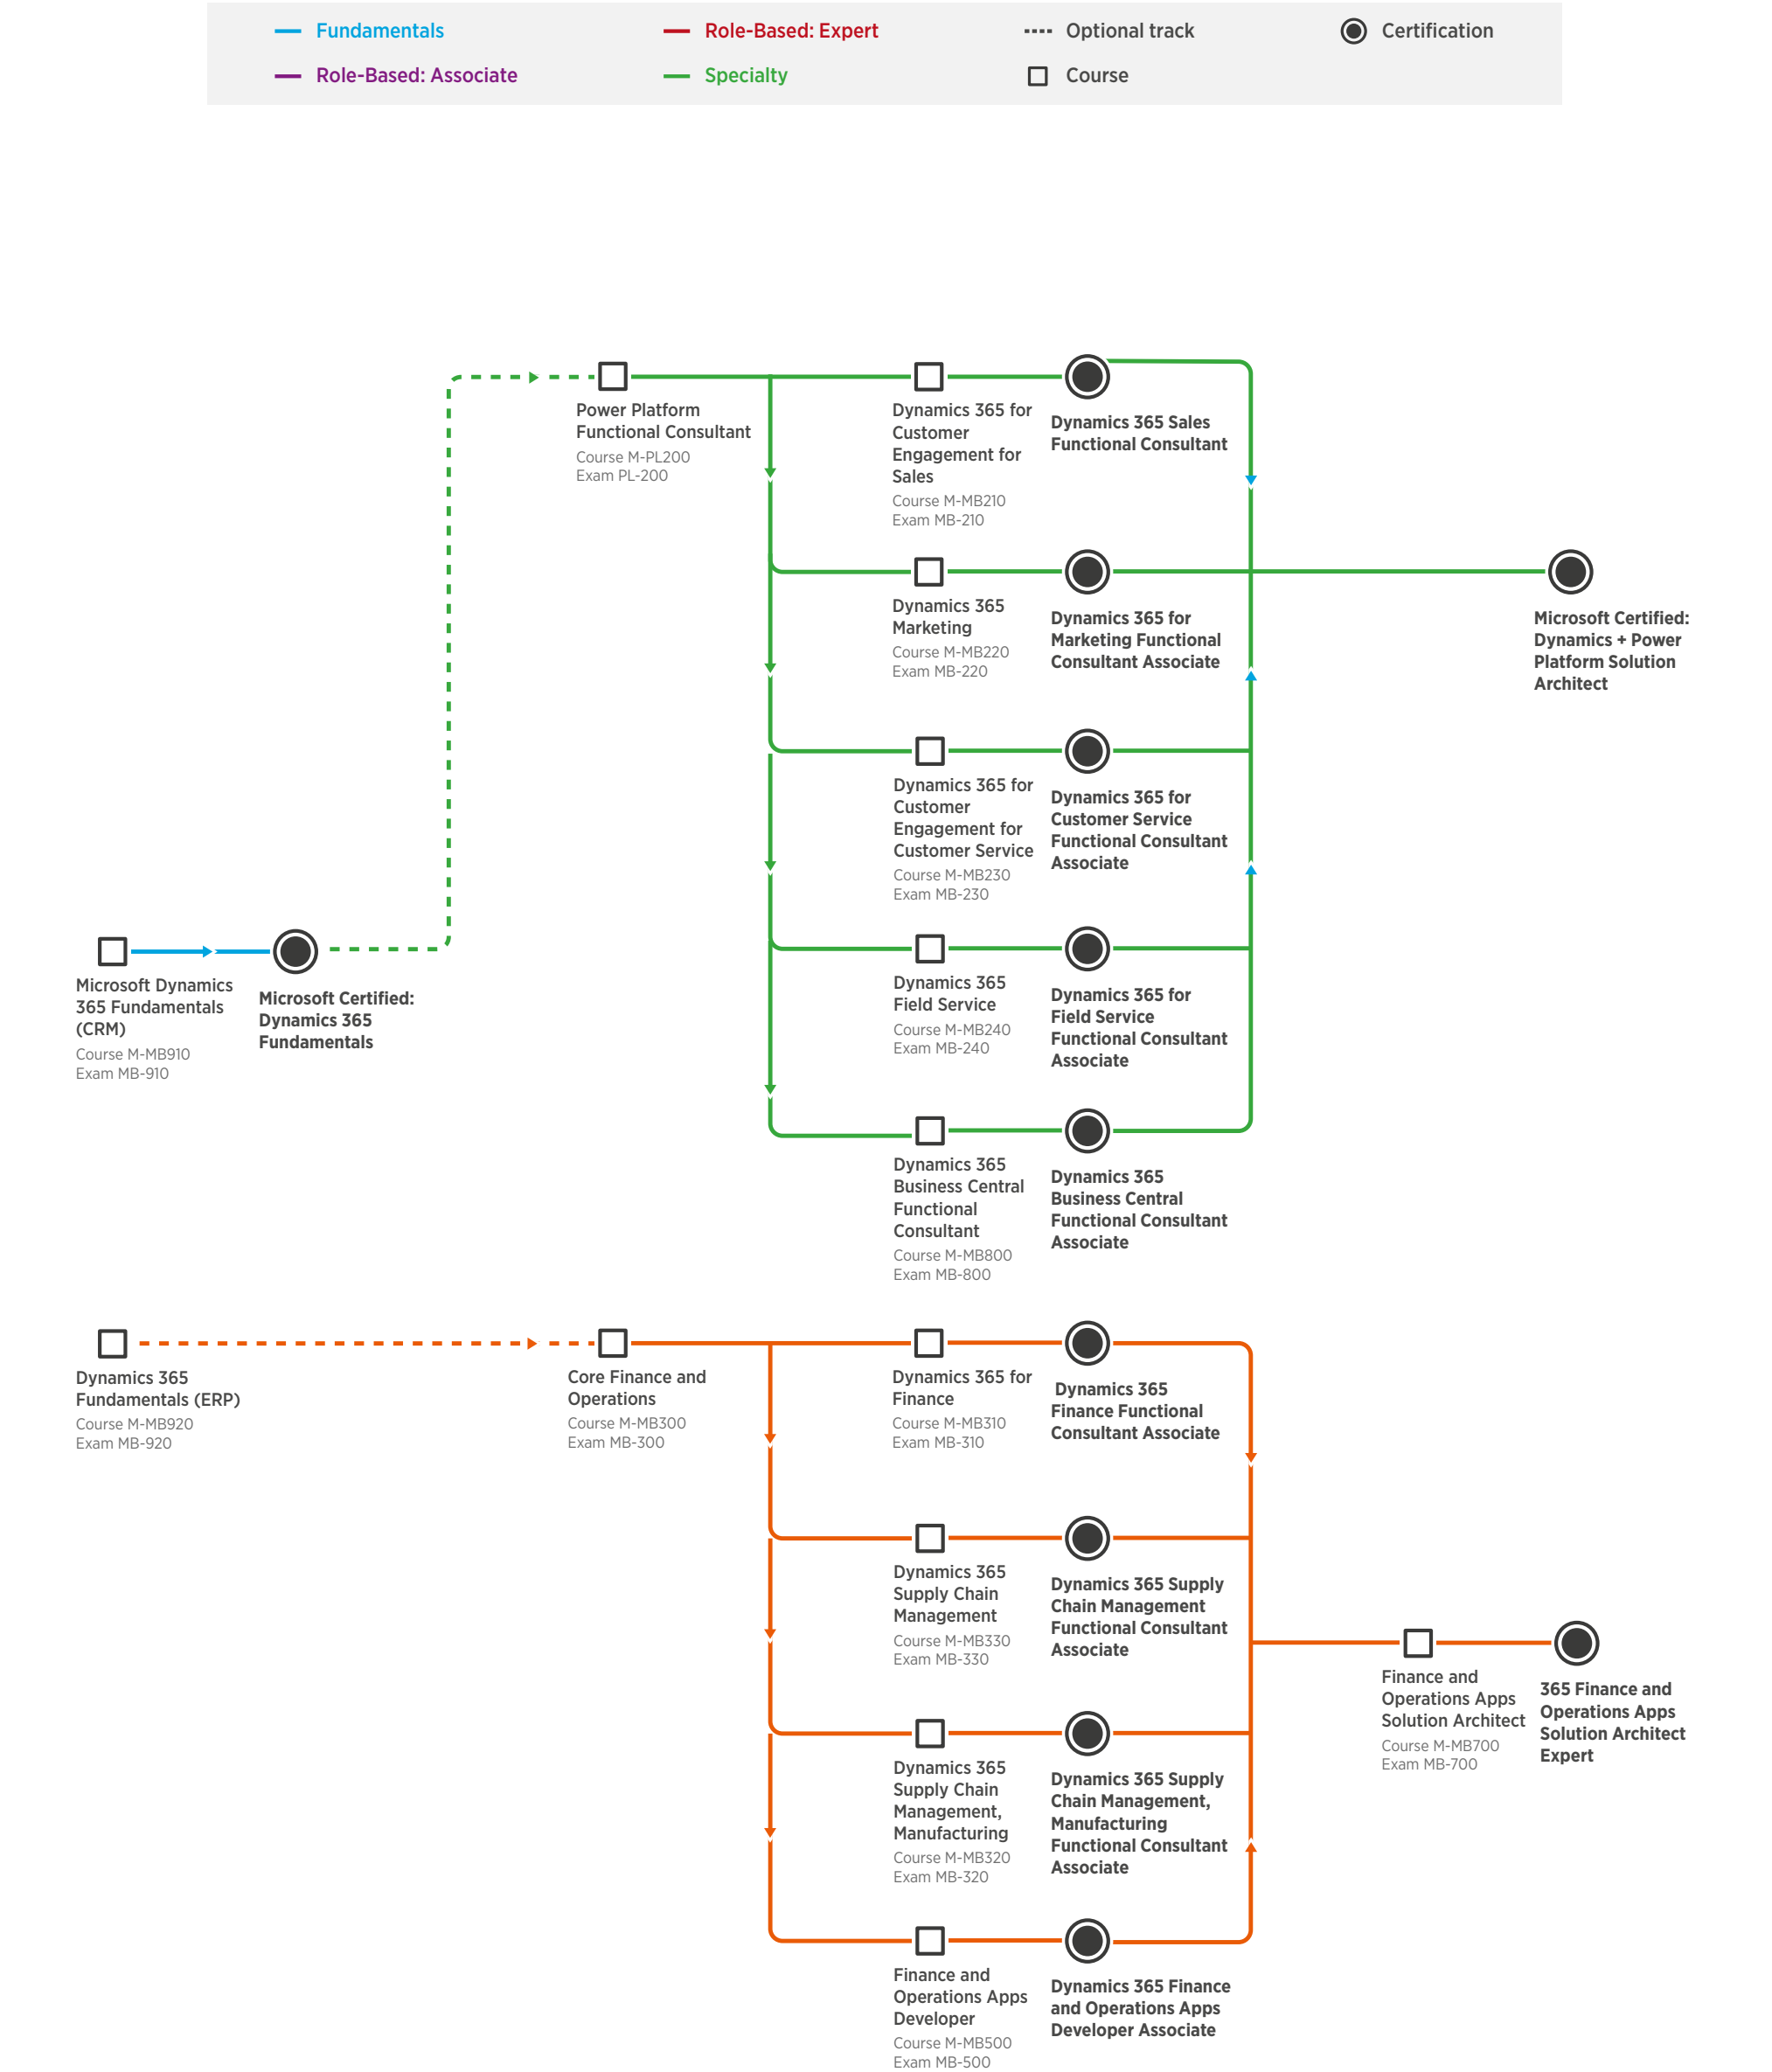 Fundamentals
Role-Based: Expert
Optional track
Certification
Role-Based: Associate
Specialty
Course
Power Platform
Functional Consultant
Course M-PL200
Exam PL-200
Dynamics 365 for
Customer
Engagement for
Sales
Course M-MB210
Exam MB-210
Dynamics 365 Sales
Functional Consultant
Dynamics 365
Marketing
Course M-MB220
Exam MB-220
Dynamics 365 for
Marketing Functional
Consultant Associate
Microsoft Certified:
Dynamics + Power
Platform Solution
Architect
Dynamics 365 for
Customer
Engagement for
Customer Service
Course M-MB230
Exam MB-230
Dynamics 365 for
Customer Service
Functional Consultant
Associate
Microsoft Dynamics
365 Fundamentals
(CRM)
Course M-MB910
Exam MB-910
Microsoft Certified:
Dynamics 365
Fundamentals
Dynamics 365
Field Service
Course M-MB240
Exam MB-240
Dynamics 365 for
Field Service
Functional Consultant
Associate
Dynamics 365
Business Central
Functional
Consultant
Course M-MB800
Exam MB-800
Dynamics 365
Business Central
Functional Consultant
Associate
Dynamics 365
Fundamentals (ERP)
Course M-MB920
Exam MB-920
Core Finance and
Operations
Course M-MB300
Exam MB-300
Dynamics 365 for
Finance
Course M-MB310
Exam MB-310
Dynamics 365
Finance Functional
Consultant Associate
Dynamics 365
Supply Chain
Management
Course M-MB330
Exam MB-330
Dynamics 365 Supply
Chain Management
Functional Consultant
Associate
Finance and
Operations Apps
Solution Architect
Course M-MB700
Exam MB-700
365 Finance and
Operations Apps
Solution Architect
Expert
Dynamics 365
Supply Chain
Management,
Manufacturing
Course M-MB320
Exam MB-320
Dynamics 365 Supply
Chain Management,
Manufacturing
Functional Consultant
Associate
Finance and
Operations Apps
Developer
Course M-MB500
Exam MB-500
Dynamics 365 Finance
and Operations Apps
Developer Associate